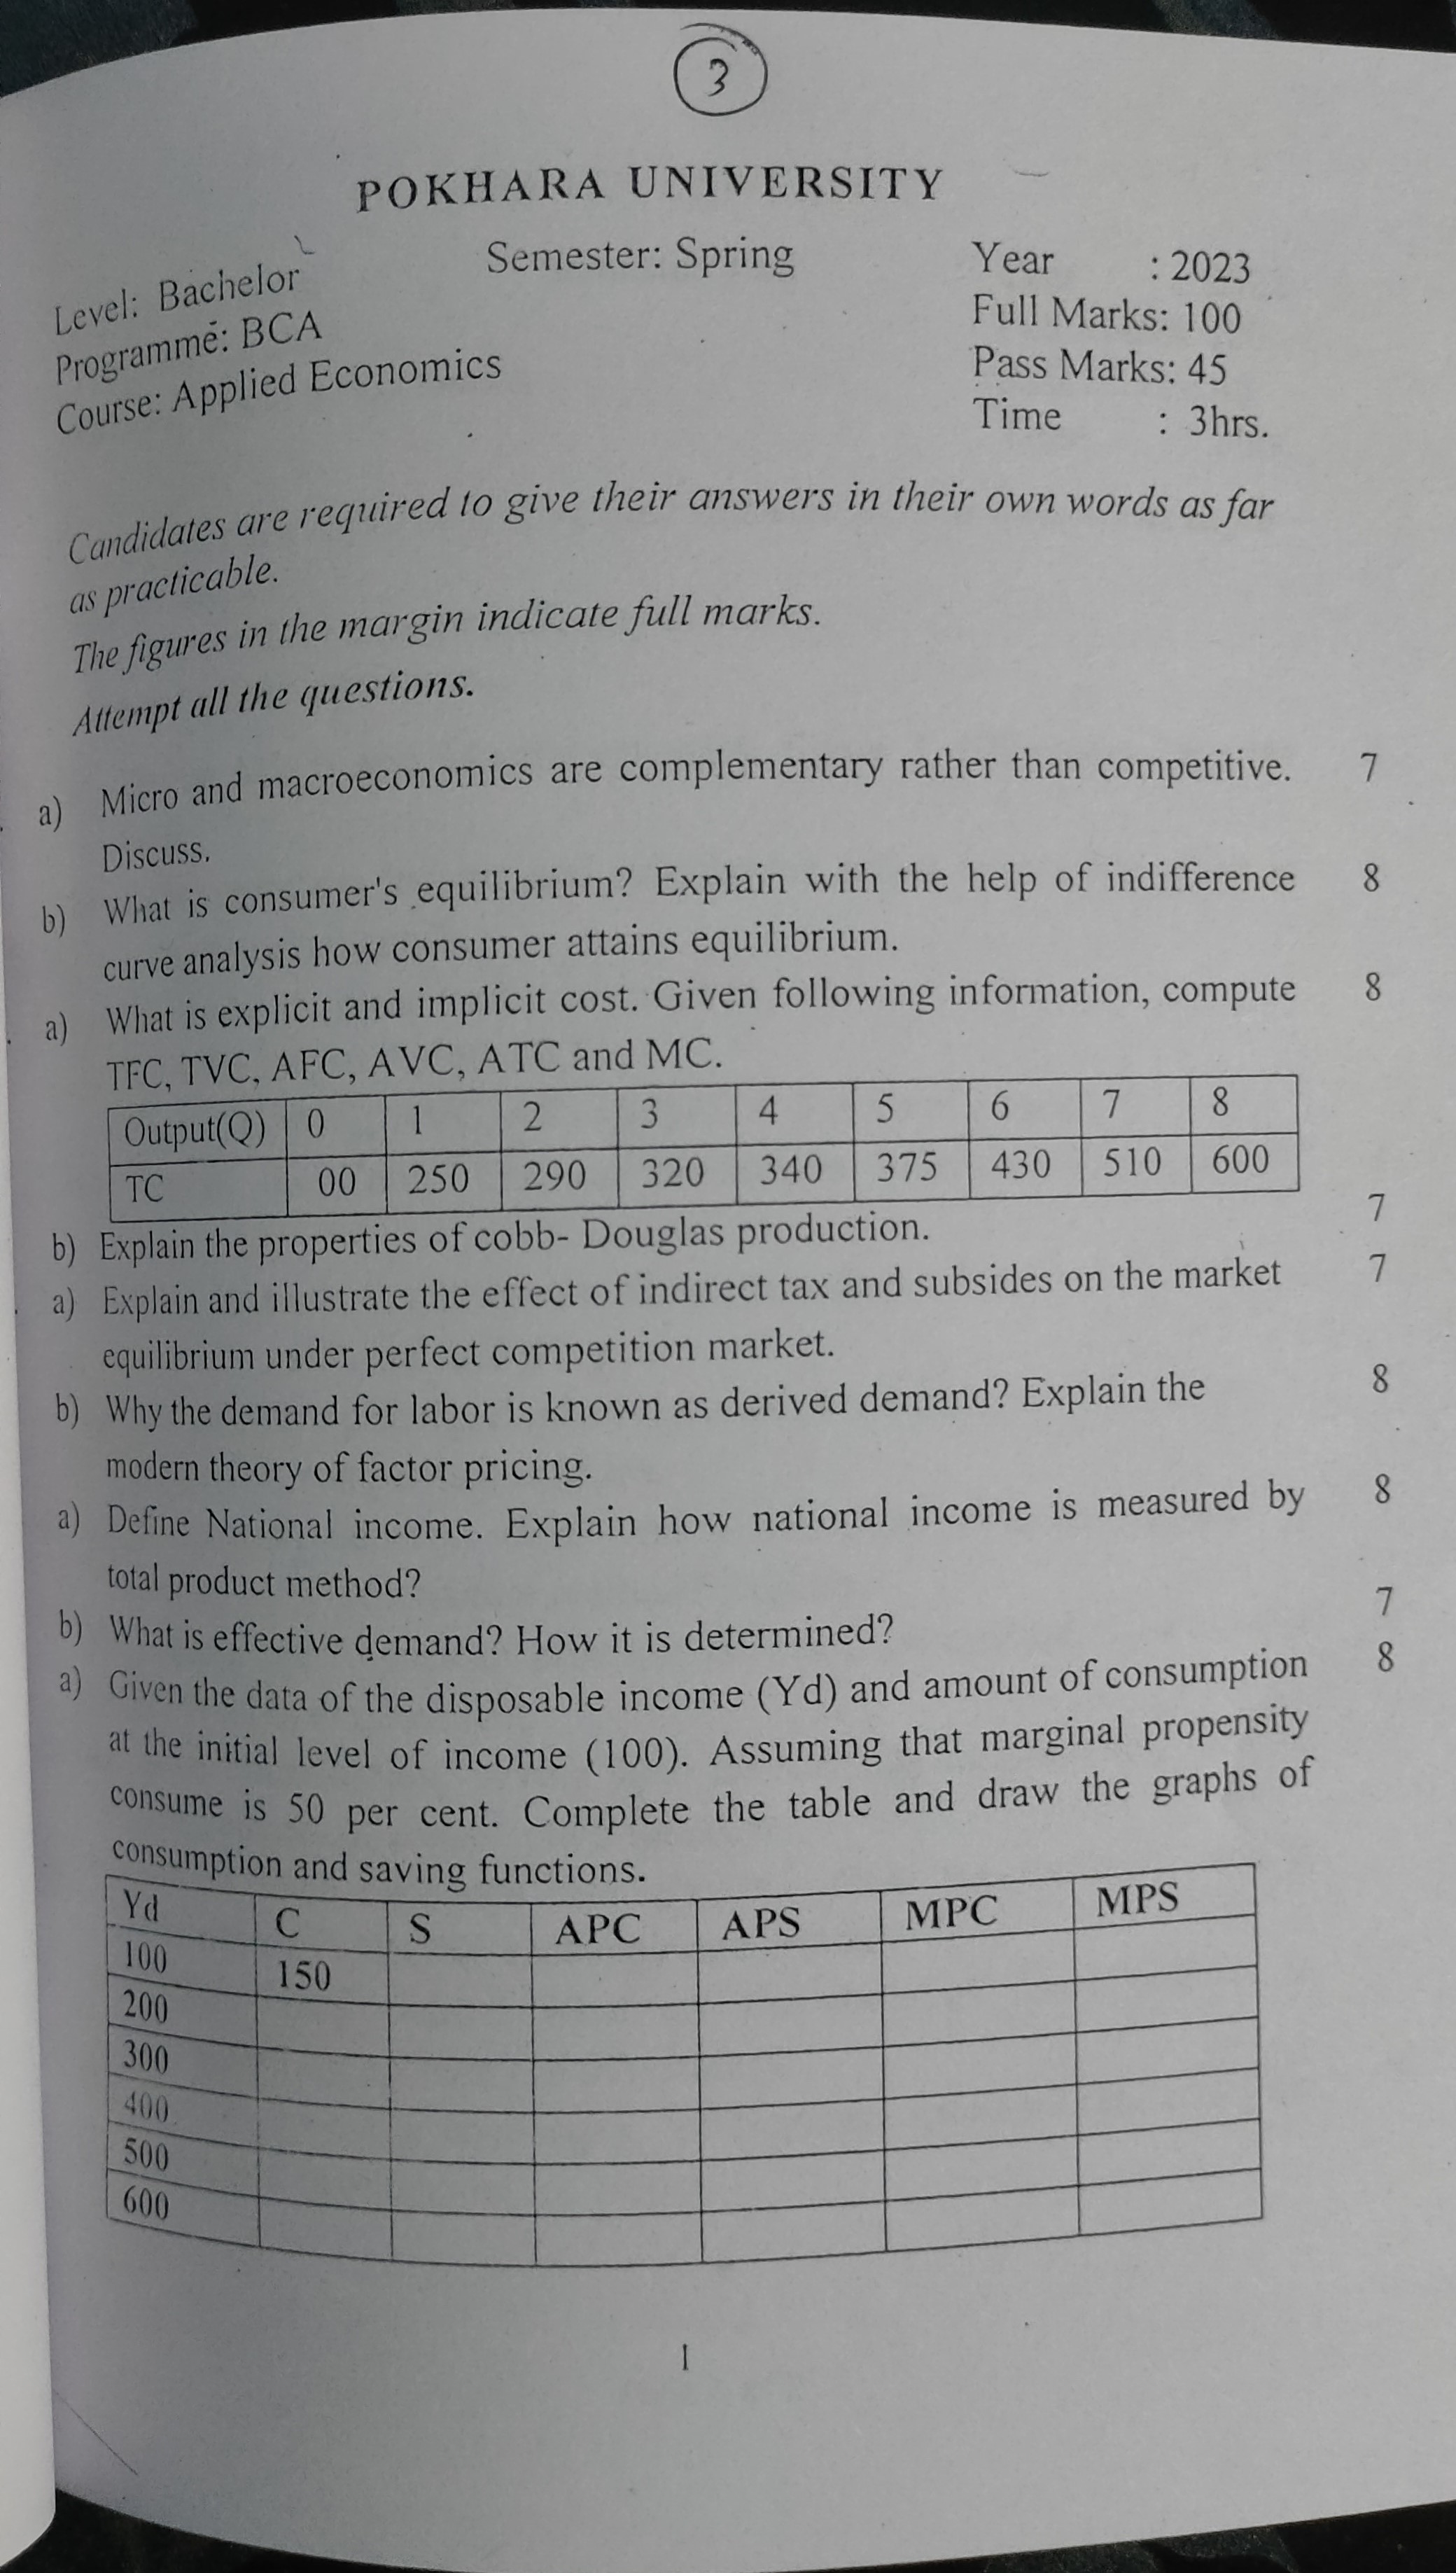 3
POKHARA UNIVERSITY
Level: Bachelor Semester: Spring Year : 2023
Programme: BCA Full Marks: 100
Course: Applied Economics Pass Marks: 45
Time : 3hrs.
Candidates are required to give their answers in their own words as far
as practicable.
The figures in the margin indicate full marks.
Attempt all the questions.
a) Micro and macroeconomics are complementary rather than competitive. 7
Discuss.
b) What is consumer's equilibrium? Explain with the help of indifference 8
curve analysis how consumer attains equilibrium.
a) What is explicit and implicit cost. Given following information, compute 8
TFC, TVC, AFC, AVC, ATC and MC.
Output(Q) 0 1 2 3 4 5 6 7 8
TC 00 250 290 320 340 375 430 510 600
b) Explain the properties of cobb- Douglas production. 7
a) Explain and illustrate the effect of indirect tax and subsides on the market 7
equilibrium under perfect competition market.
b) Why the demand for labor is known as derived demand? Explain the 8
modern theory of factor pricing.
a) Define National income. Explain how national income is measured by 8
total product method?
b) What is effective demand? How it is determined? 7
a) Given the data of the disposable income (Yd) and amount of consumption 8
at the initial level of income (100). Assuming that marginal propensity
consume is 50 per cent. Complete the table and draw the graphs of
consumption and saving functions.
Yd C S APC APS MPC MPS
100 150
200
300
400
500
600
1